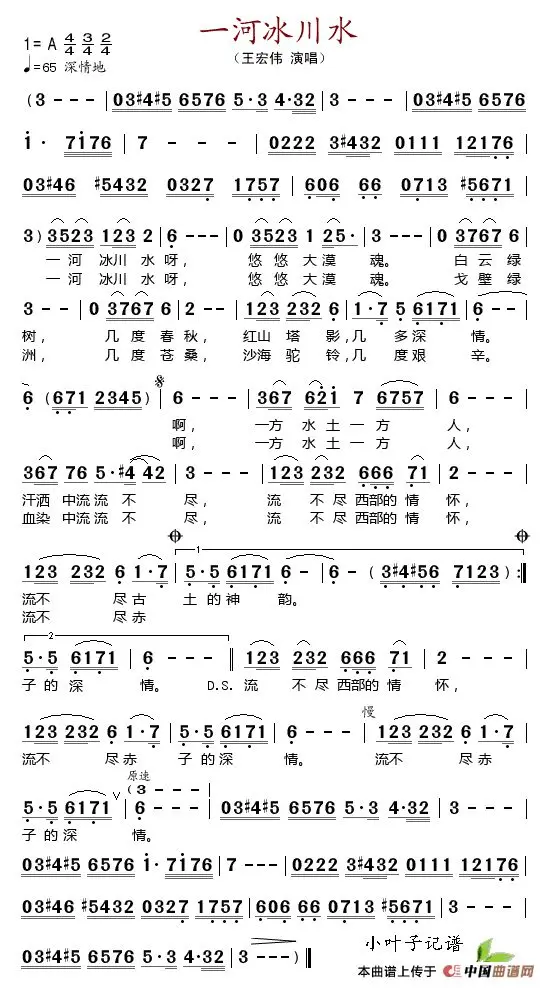 一河冰川水
1=A 4/4 3/4 2/4
（王宏伟 演唱）
♩=65 深情地
(3 - - - | 03#4#5 6576 5·3 4·32 | 3 - - - | 03#4#5 6576
1· 7176 | 7 - - - | 0222 3#432 0111 12176
03#46 #5432 0327 1757 | 606 66 0713 #5671
3) 3523 123 2 | 6 - - - | 0 3523 1 25· | 3 - - - | 0 3767 6
一河 冰川 水呀， 悠悠大漠 魂。 白云绿
一河 冰川 水呀， 悠悠大漠 魂。 戈壁绿
3 - - | 0 3767 6 | 2 - - | 3 32 2 1 6 | 1·7 5 6171 | 6 - -
树， 几度春秋， 红山塔影，几多深情。
洲， 几度苍桑， 沙海驼铃，几度艰辛。
6 (671 2345) | 6 - - - | 367 621 7 6757 | 6 - - -
啊， 一方水土一方 人，
啊， 一方水土一方 人，
367 76 5·#4 42 | 3 - - - | 123 232 666 71 | 2 - - -
汗洒 中流流 不 尽， 流 不尽西部的情 怀，
血染 中流流 不 尽， 流 不尽西部的情 怀，
1
123 232 6 1·7 | 5·5 6171 6 - | 6 - (3#4#56 7123) :‖
流不 尽古 土的神 韵。
流不 尽赤
2
5·5 6171 | 6 - - - ‖ 123 232 666 71 | 2 - - -
子的深 情。 D.S. 流 不尽西部的情 怀，
慢
123 232 6 1·7 | 5·5 6171 6 - | 123 232 6 1·7
流不 尽赤 子的深 情。 流不 尽赤
原速
(3 - - -
5·5 6171 ∨ | 6 - - - | 03#4#5 6576 5·3 4·32 | 3 - - -
子的深 情。
03#4#5 6576 1·7176 | 7 - - - | 0222 3#432 0111 12176
03#46 #5432 0327 1757 | 606 66 0713 #5671 | 3 - - -
03#4#5 6576 5·3 4·32 | 3 - - - )‖
小叶子记谱
本曲谱上传于 中国曲谱网